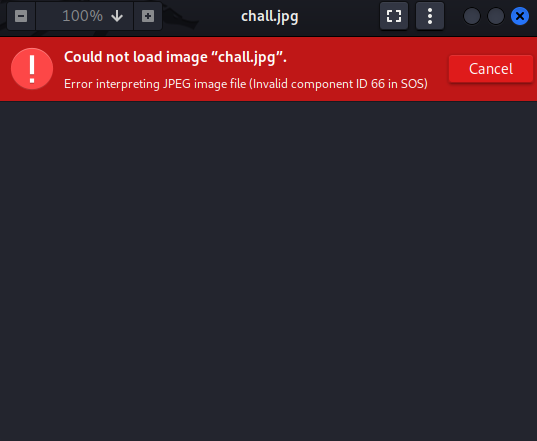 100%
chall.jpg
Could not load image “chall.jpg”.
Error interpreting JPEG image file (Invalid component ID 66 in SOS)
Cancel